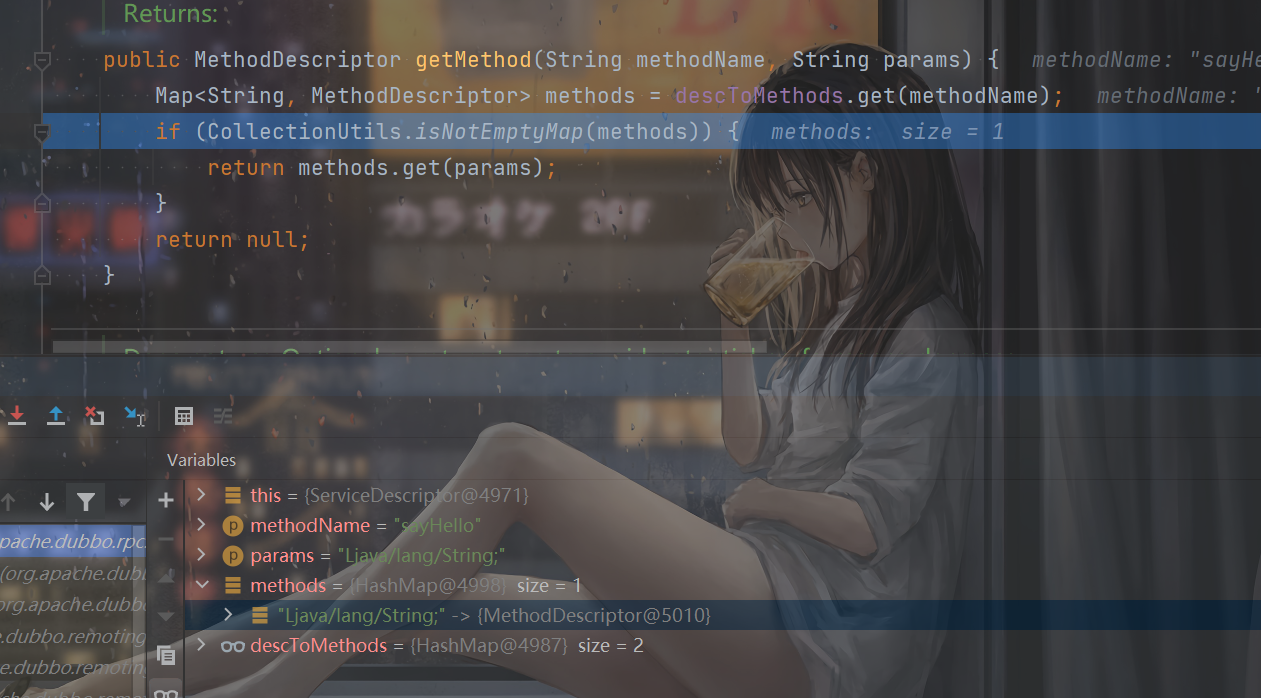 Returns:
public MethodDescriptor getMethod(String methodName, String params) { methodName: "sayHe
Map<String, MethodDescriptor> methods = descToMethods.get(methodName); methodName: "
if (CollectionUtils.isNotEmptyMap(methods)) { methods: size = 1
return methods.get(params);
}
カラオケ 2FF
return null;
}
Variables
this = {ServiceDescriptor@4971}
methodName = "sayHello"
params = "Ljava/lang/String;"
methods = {HashMap@4998} size = 1
"Ljava/lang/String;" -> {MethodDescriptor@5010}
descToMethods = {HashMap@4987} size = 2
pache.dubbo.rpc.
(org.apache.dubb
org.apache.dubbo
.dubbo.remoting
e.dubbo.remotin